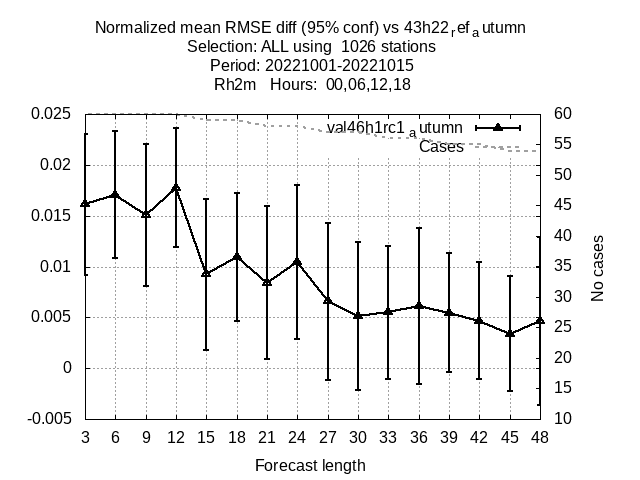 Normalized mean RMSE diff (95% conf) vs 43h22refautumn
Selection: ALL using 1026 stations
Period: 20221001-20221015
Rh2m Hours: 00,06,12,18
0.025
0.02
0.015
0.01
0.005
0
-0.005
val46h1rc1autumn
Cases
60
55
50
45
40
35
30
25
20
15
10
No cases
3 6 9 12 15 18 21 24 27 30 33 36 39 42 45 48
Forecast length